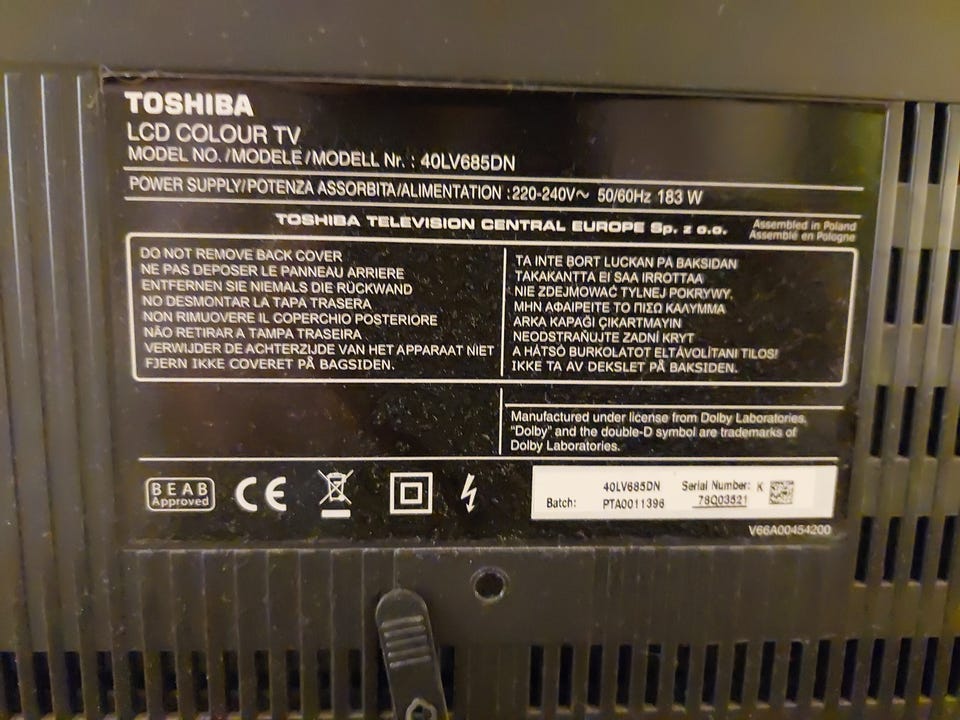 TOSHIBA
LCD COLOUR TV
MODEL NO./MODELE/MODELL Nr. : 40LV685DN
POWER SUPPLY/POTENZA ASSORBITA/ALIMENTATION :220-240V~ 50/60Hz 183 W
TOSHIBA TELEVISION CENTRAL EUROPE Sp. z o.o.
Assembled in Poland
Assemblé en Pologne
DO NOT REMOVE BACK COVER
NE PAS DEPOSER LE PANNEAU ARRIERE
ENTFERNEN SIE NIEMALS DIE RÜCKWAND
NO DESMONTAR LA TAPA TRASERA
NON RIMUOVERE IL COPERCHIO POSTERIORE
NÃO RETIRAR A TAMPA TRASEIRA
VERWIJDER DE ACHTERZIJDE VAN HET APPARAAT NIET
FJERN IKKE COVERET PÅ BAGSIDEN.
TA INTE BORT LUCKAN PA BAKSIDAN
TAKAKANTTA EI SAA IRROTTAA
NIE ZDEJMOWAĆ TYLNEJ POKRYWY.
ΜΗΝ ΑΦΑΙΡΕΙΤΕ ΤΟ ΠΙΣΩ ΚΑΛΥΜΜΑ
ARKA KAPAĞI ÇIKARTMAYIN
NEODSTRAŇUJTE ZADNÍ KRYT
A HÁTSÓ BURKOLATOT ELTÁVOLÍTANI TILOS!
IKKE TA AV DEKSLET PÅ BAKSIDEN.
Manufactured under license from Dolby Laboratories.
"Dolby" and the double-D symbol are trademarks of
Dolby Laboratories.
BEAB
Approved
CE
40LV685DN
Batch: PTA0011396
Serial Number: K
78Q03521
V66A00454200